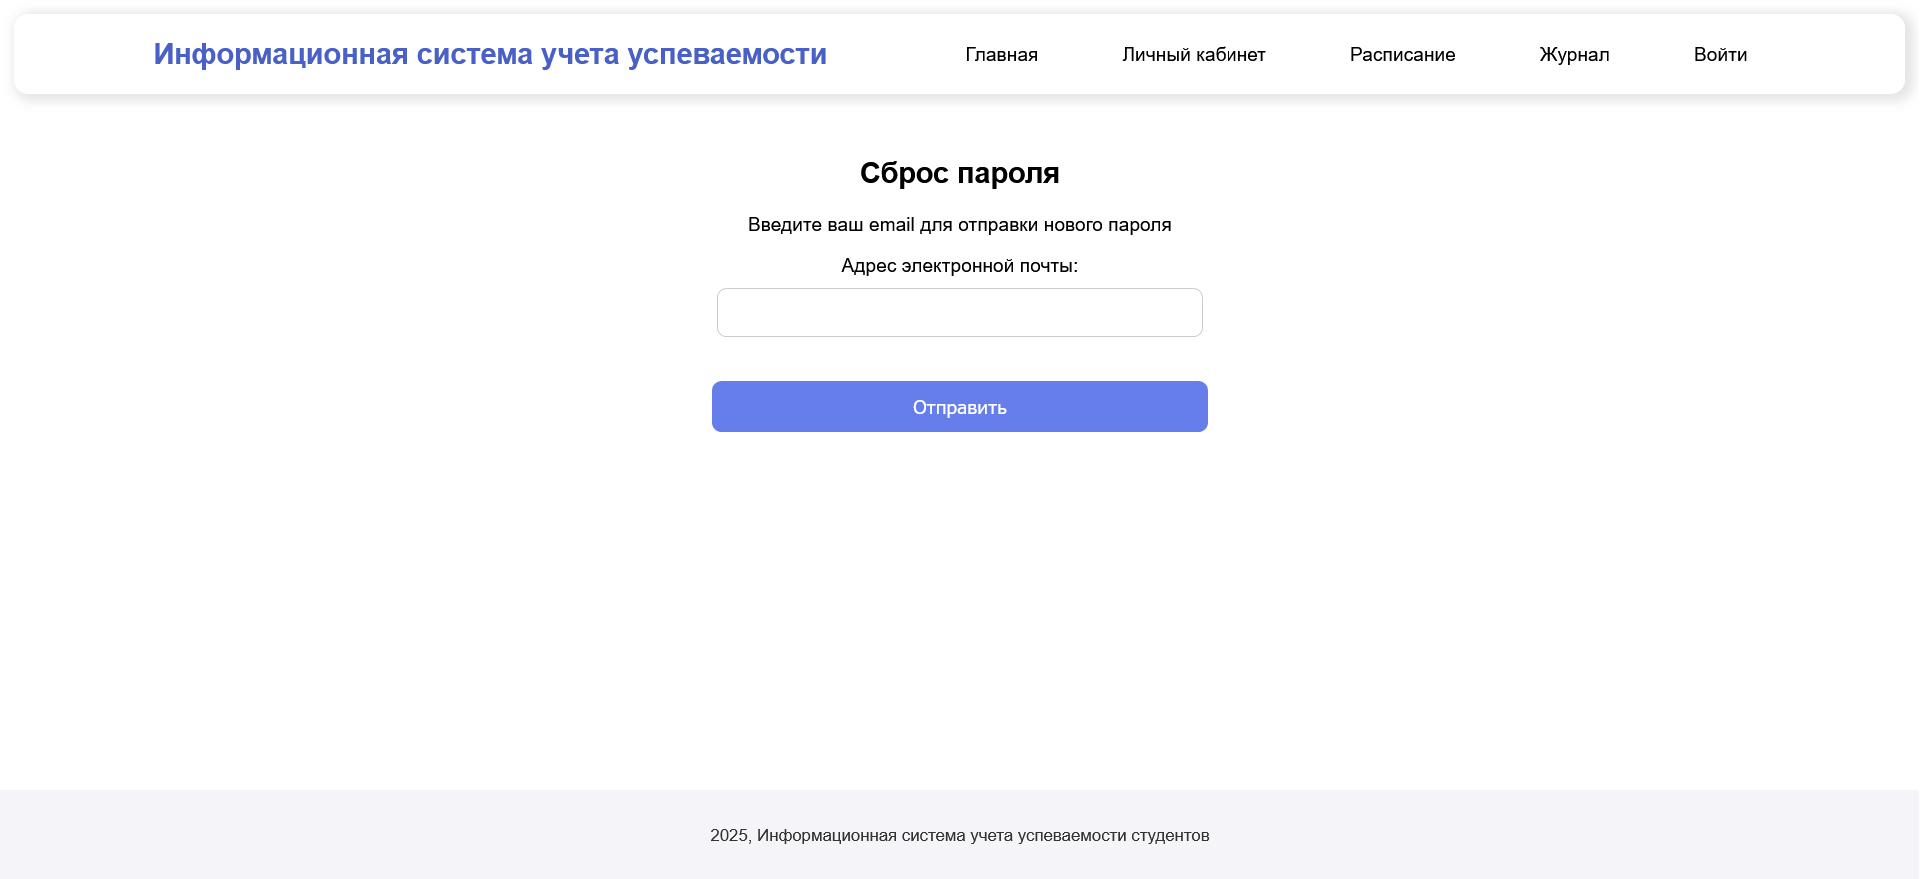 Информационная система учета успеваемости
Главная
Личный кабинет
Расписание
Журнал
Войти
Сброс пароля
Введите ваш email для отправки нового пароля
Адрес электронной почты:
Отправить
2025, Информационная система учета успеваемости студентов